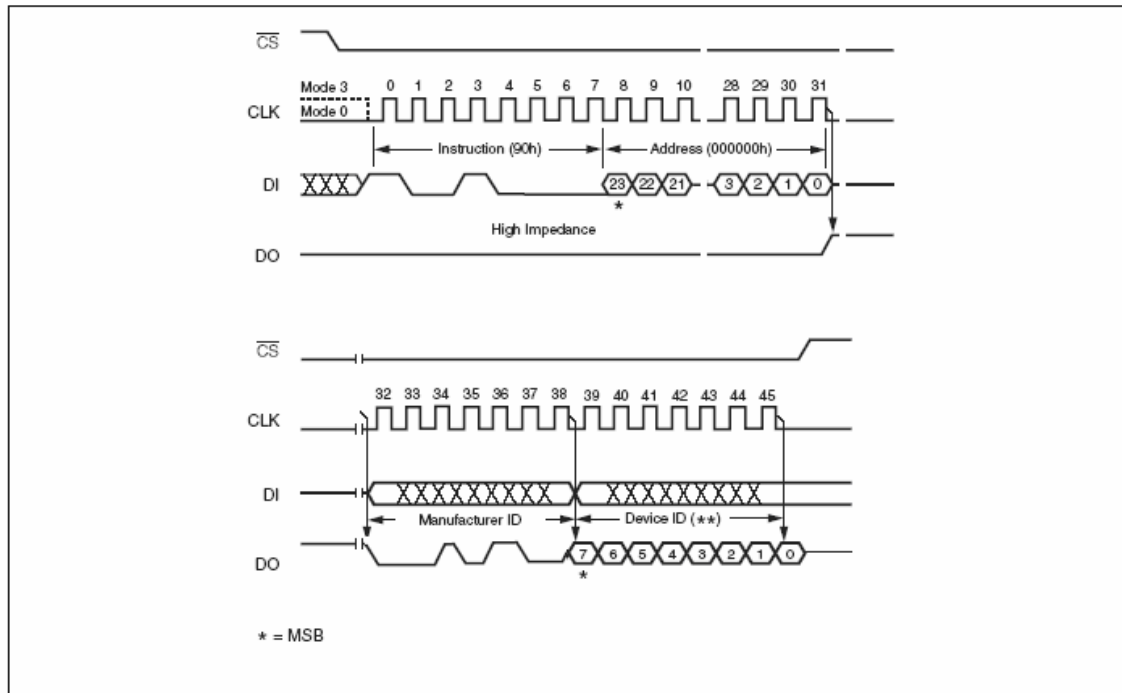 CS
Mode 3
0 1 2 3 4 5 6 7 8 9 10 28 29 30 31
CLK
Mode 0
Instruction (90h)
Address (000000h)
DI
23 22 21 3 2 1 0
*
High Impedance
DO
CS
32 33 34 35 36 37 38 39 40 41 42 43 44 45
CLK
DI
Manufacturer ID
Device ID (**)
DO
7 6 5 4 3 2 1 0
*
* = MSB